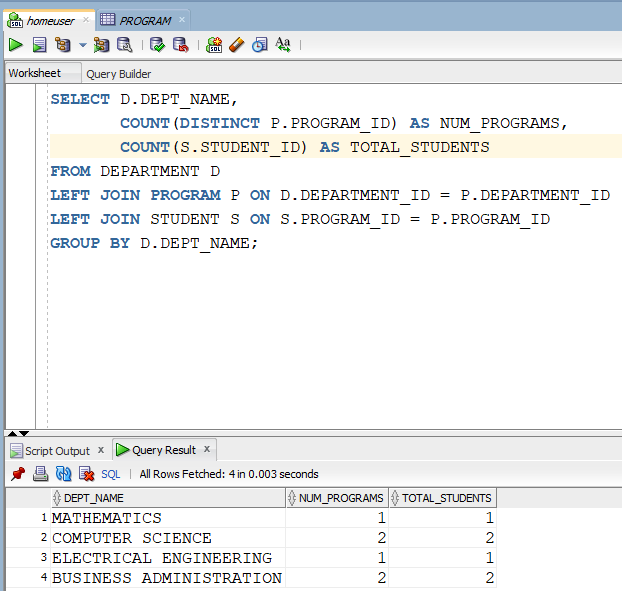 homeuser × PROGRAM ×
Worksheet Query Builder
SELECT D.DEPT_NAME,
COUNT(DISTINCT P.PROGRAM_ID) AS NUM_PROGRAMS,
COUNT(S.STUDENT_ID) AS TOTAL_STUDENTS
FROM DEPARTMENT D
LEFT JOIN PROGRAM P ON D.DEPARTMENT_ID = P.DEPARTMENT_ID
LEFT JOIN STUDENT S ON S.PROGRAM_ID = P.PROGRAM_ID
GROUP BY D.DEPT_NAME;
Script Output × Query Result ×
SQL | All Rows Fetched: 4 in 0.003 seconds
DEPT_NAME NUM_PROGRAMS TOTAL_STUDENTS
1 MATHEMATICS 1 1
2 COMPUTER SCIENCE 2 2
3 ELECTRICAL ENGINEERING 1 1
4 BUSINESS ADMINISTRATION 2 2